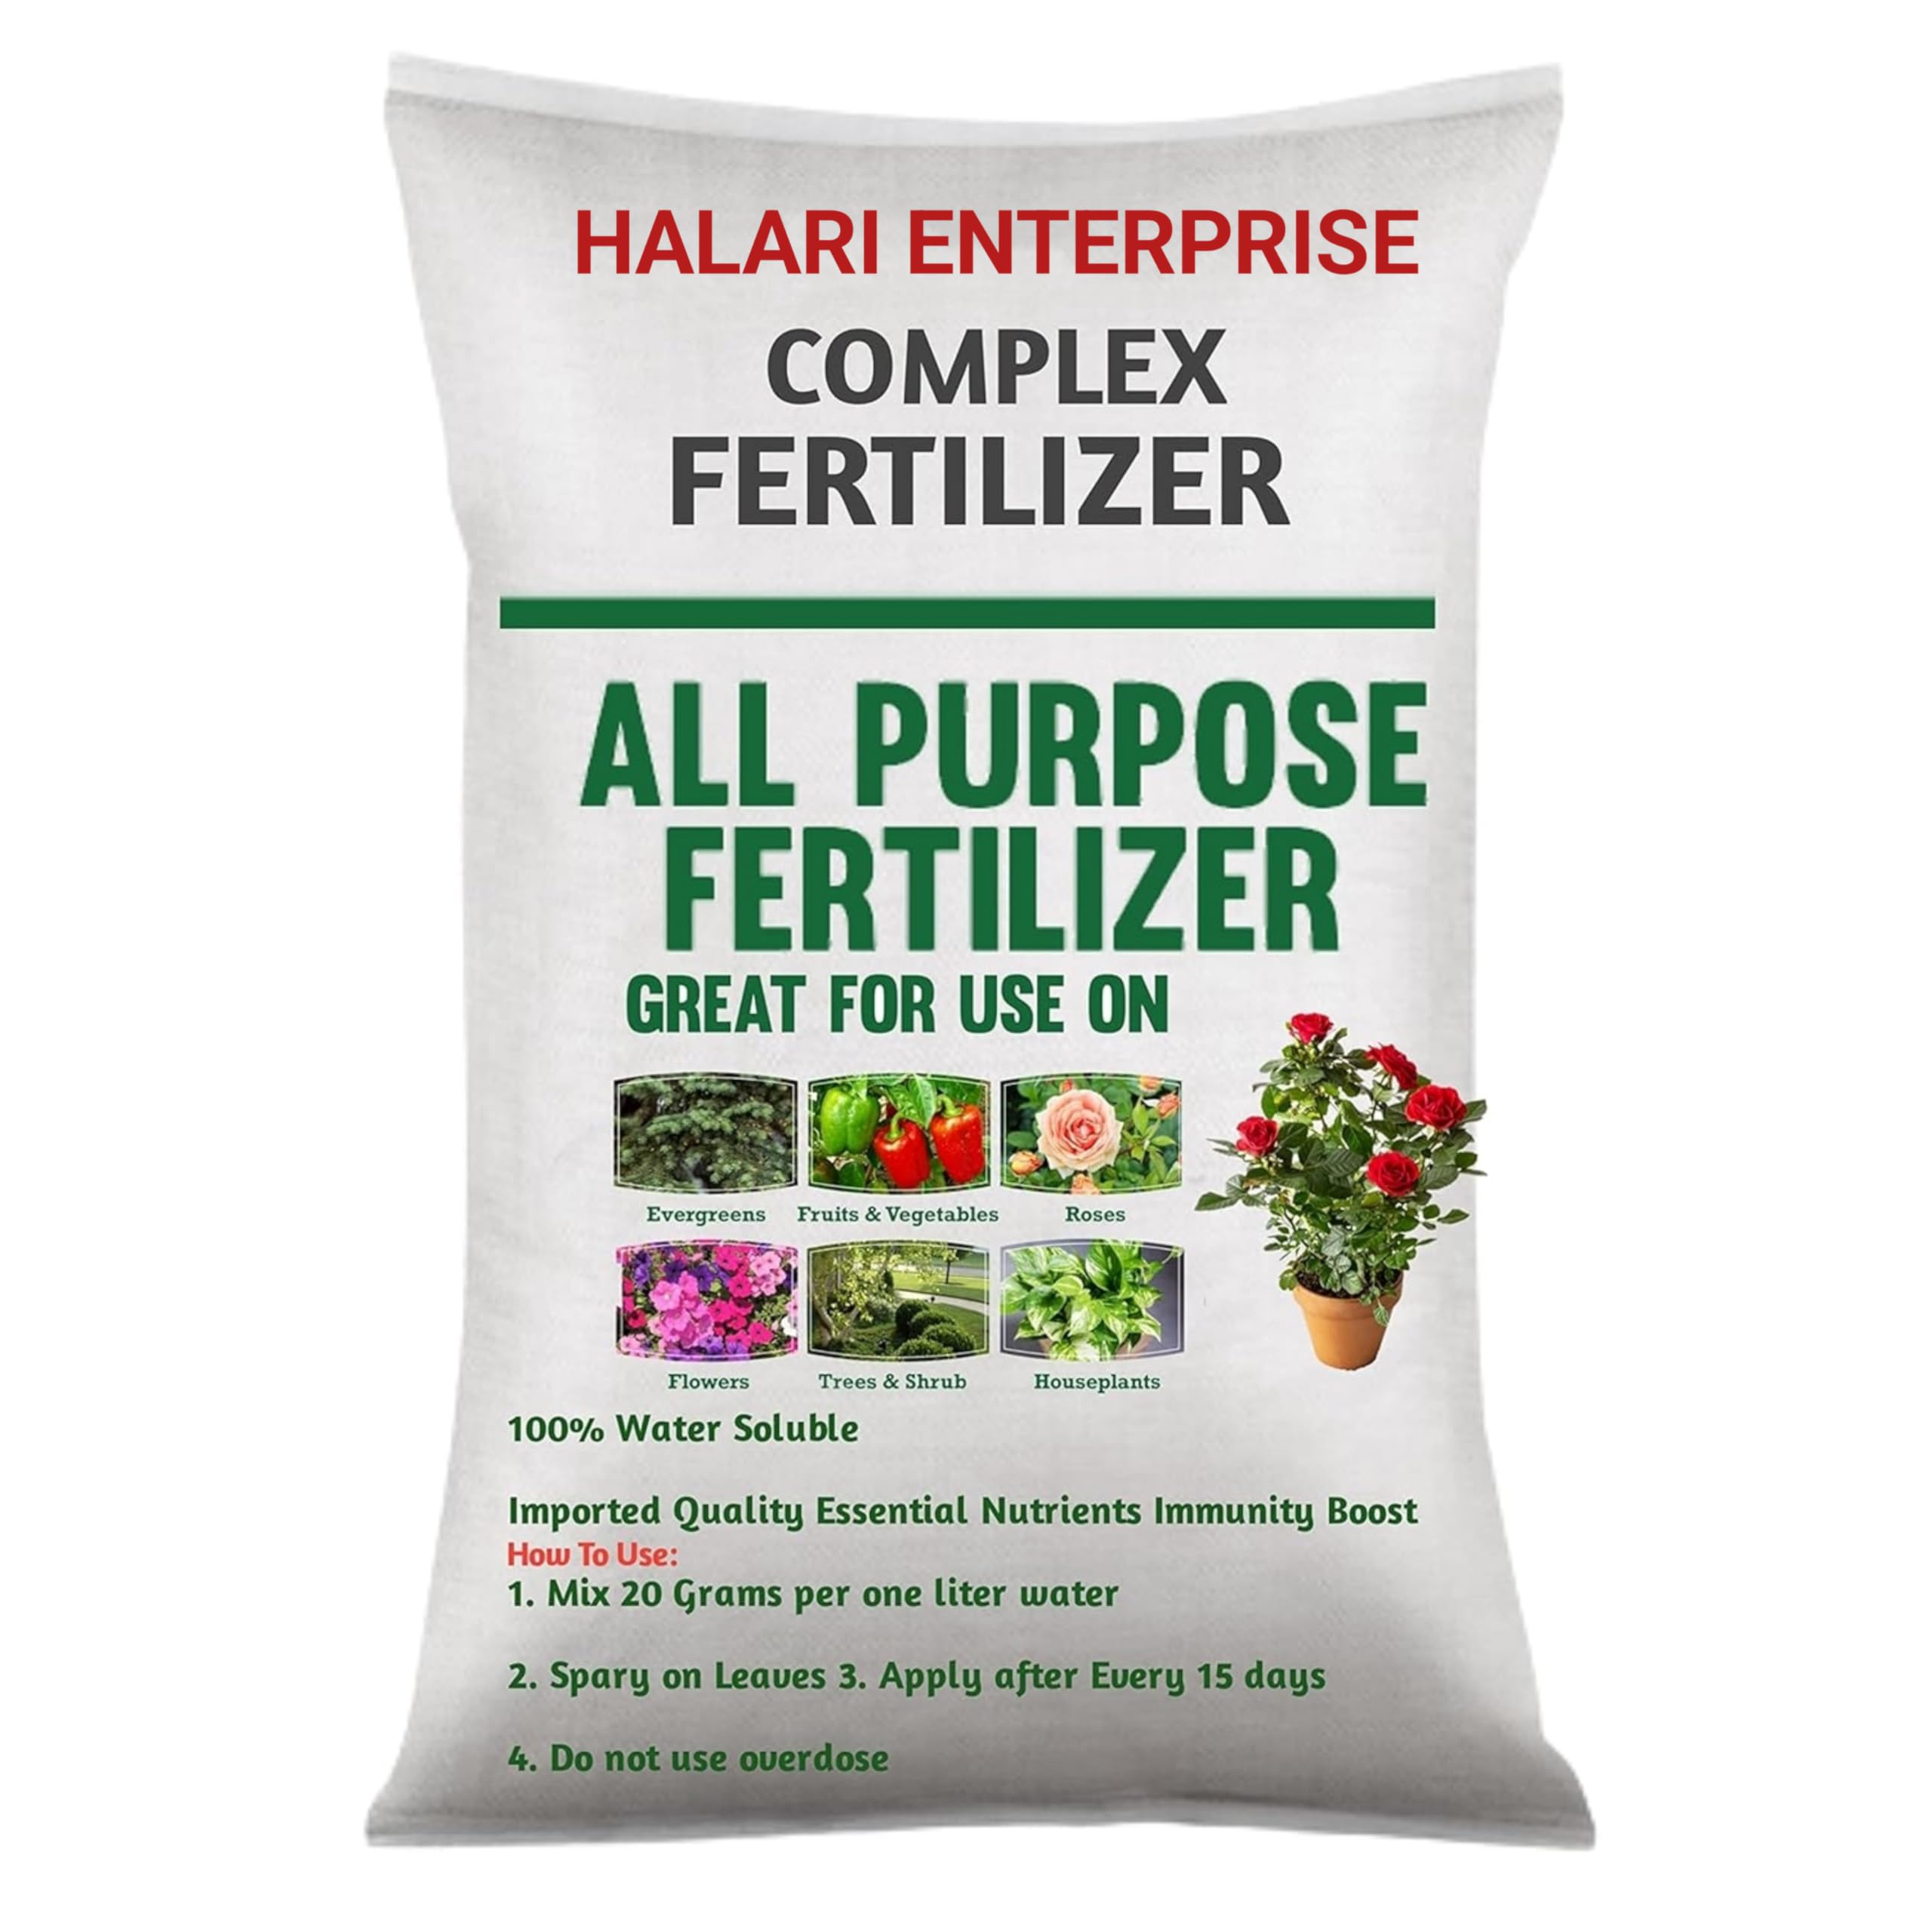 HALARI ENTERPRISE
COMPLEX
FERTILIZER
ALL PURPOSE
FERTILIZER
GREAT FOR USE ON
Evergreens Fruits & Vegetables Roses
Flowers Trees & Shrub Houseplants
100% Water Soluble
Imported Quality Essential Nutrients Immunity Boost
How To Use:
1. Mix 20 Grams per one liter water
2. Spary on Leaves 3. Apply after Every 15 days
4. Do not use overdose